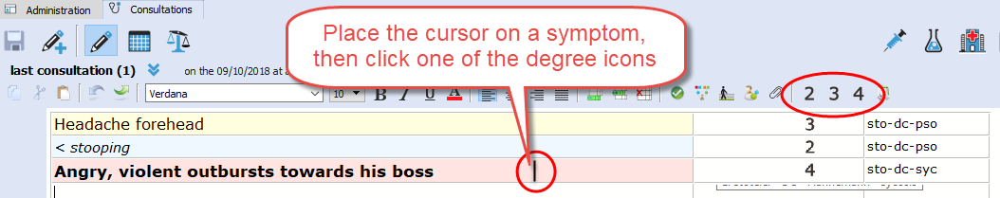 Administration
Consultations
Place the cursor on a symptom,
then click one of the degree icons
last consultation (1)
on the 09/10/2018 at a
Verdana
10
B I U A
2 3 4
Headache forehead
3
sto-dc-pso
< stooping
2
sto-dc-pso
Angry, violent outbursts towards his boss
4
sto-dc-syc